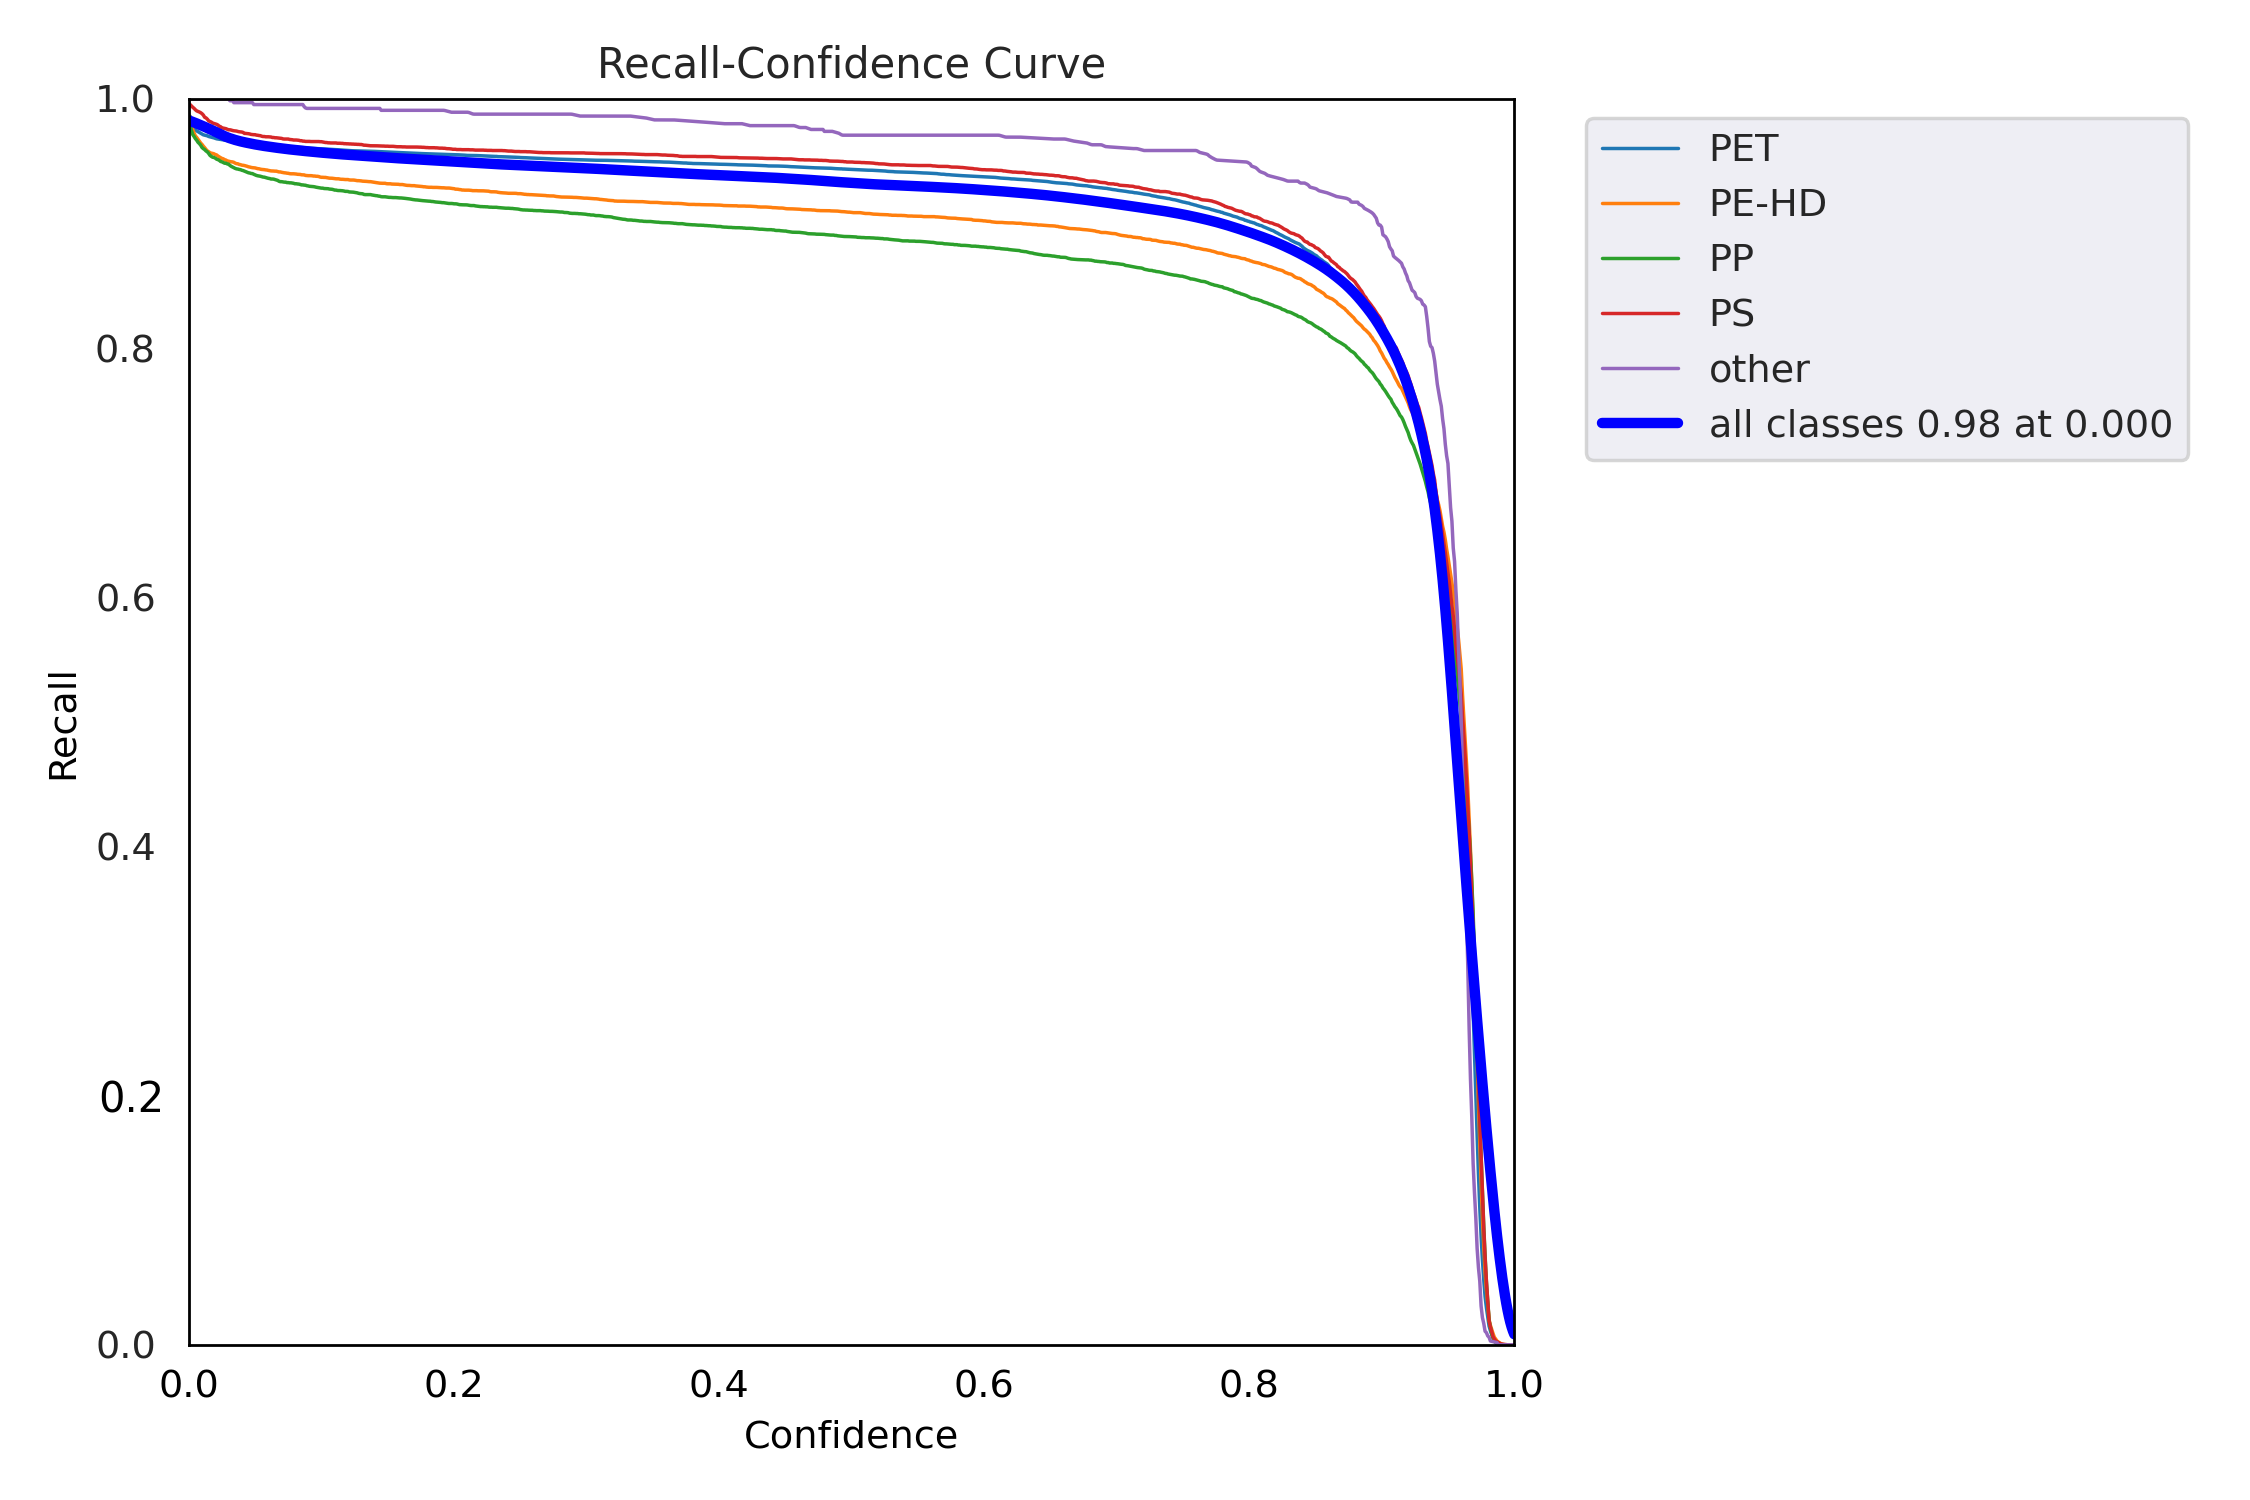 Recall-Confidence Curve
1.0
0.8
0.6
0.4
0.2
0.0
Recall
0.0 0.2 0.4 0.6 0.8 1.0
Confidence
PET
PE-HD
PP
PS
other
all classes 0.98 at 0.000